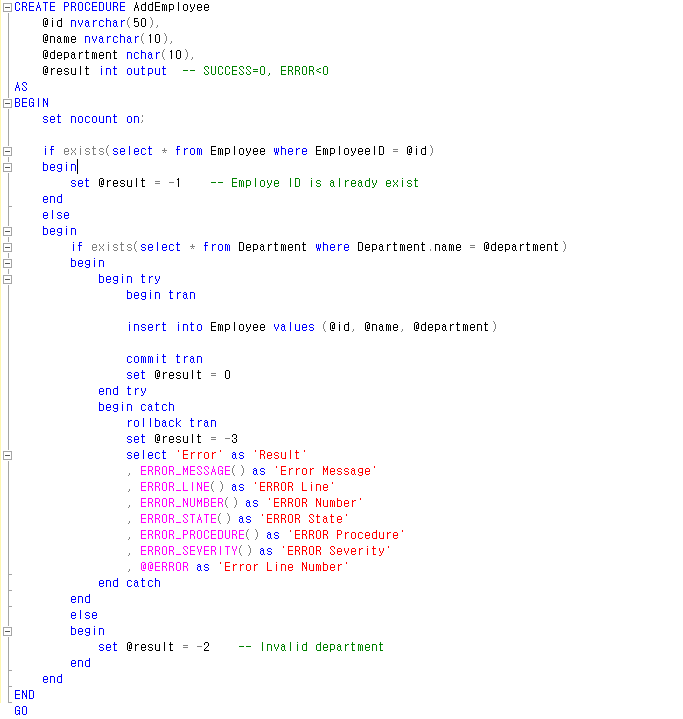 CREATE PROCEDURE AddEmployee
    @id nvarchar(50),
    @name nvarchar(10),
    @department nchar(10),
    @result int output  -- SUCCESS=0, ERROR<0
AS
BEGIN
    set nocount on;
    if exists(select * from Employee where EmployeeID = @id)
    begin
        set @result = -1    -- Employe ID is already exist
    end
    else
    begin
        if exists(select * from Department where Department.name = @department)
        begin
            begin try
                begin tran
                insert into Employee values (@id, @name, @department)
                commit tran
                set @result = 0
            end try
            begin catch
                rollback tran
                set @result = -3
                select 'Error' as 'Result'
                , ERROR_MESSAGE() as 'Error Message'
                , ERROR_LINE() as 'ERROR Line'
                , ERROR_NUMBER() as 'ERROR Number'
                , ERROR_STATE() as 'ERROR State'
                , ERROR_PROCEDURE() as 'ERROR Procedure'
                , ERROR_SEVERITY() as 'ERROR Severity'
                , @@ERROR as 'Error Line Number'
            end catch
        end
        else
        begin
            set @result = -2    -- Invalid department
        end
    end
END
GO